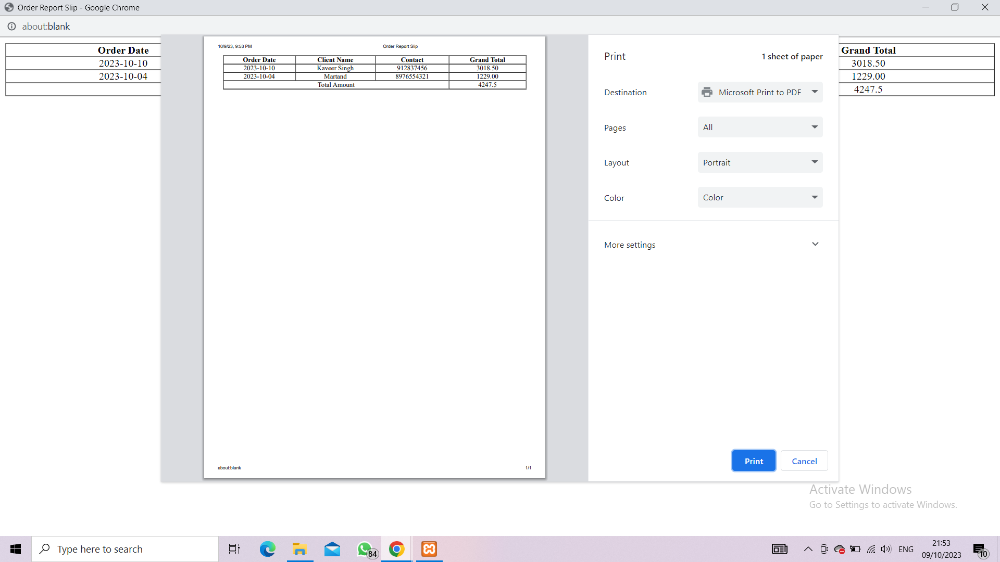 Order Report Slip - Google Chrome
about:blank
Order Date
2023-10-10
2023-10-04
10/9/23, 9:53 PM Order Report Slip
Order Date Client Name Contact Grand Total
2023-10-10 Kaveer Singh 912837456 3018.50
2023-10-04 Martand 8976554321 1229.00
Total Amount 4247.5
about:blank 1/1
Print 1 sheet of paper
Destination Microsoft Print to PDF
Pages All
Layout Portrait
Color Color
More settings
Print Cancel
Grand Total
3018.50
1229.00
4247.5
Activate Windows
Go to Settings to activate Windows.
Type here to search
84
ENG
21:53
09/10/2023
10